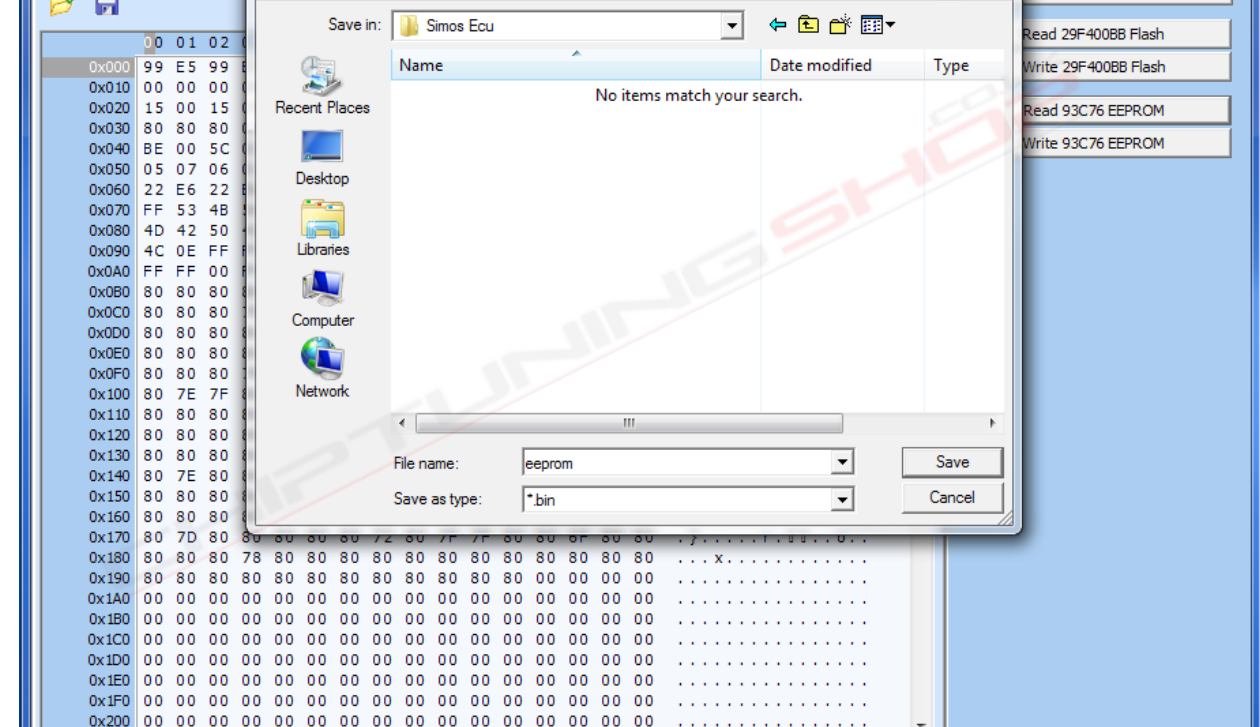 00 01 02
0x000 99 E5 99
0x010 00 00 00
0x020 15 00 15
0x030 80 80 80
0x040 BE 00 5C
0x050 05 07 06
0x060 22 E6 22
0x070 FF 53 4B
0x080 4D 42 50
0x090 4C 0E FF
0x0A0 FF FF 00
0x0B0 80 80 80
0x0C0 80 80 80
0x0D0 80 80 80
0x0E0 80 80 80
0x0F0 80 80 80
0x100 80 7E 7F
0x110 80 80 80
0x120 80 80 80
0x130 80 80 80
0x140 80 7E 80
0x150 80 80 80
0x160 80 80 80
0x170 80 7D 80 80 80 80 80 72 80 7F 7F 80 80 6F 80 80
0x180 80 80 80 78 80 80 80 80 80 80 80 80 80 80 80 80 . . . x . . . . . . . . . . . .
0x190 80 80 80 80 80 80 80 80 80 80 80 80 00 00 00 00 . . . . . . . . . . . . . . . .
0x1A0 00 00 00 00 00 00 00 00 00 00 00 00 00 00 00 00 . . . . . . . . . . . . . . . .
0x1B0 00 00 00 00 00 00 00 00 00 00 00 00 00 00 00 00 . . . . . . . . . . . . . . . .
0x1C0 00 00 00 00 00 00 00 00 00 00 00 00 00 00 00 00 . . . . . . . . . . . . . . . .
0x1D0 00 00 00 00 00 00 00 00 00 00 00 00 00 00 00 00 . . . . . . . . . . . . . . . .
0x1E0 00 00 00 00 00 00 00 00 00 00 00 00 00 00 00 00 . . . . . . . . . . . . . . . .
0x1F0 00 00 00 00 00 00 00 00 00 00 00 00 00 00 00 00 . . . . . . . . . . . . . . . .
0x200 00 00 00 00 00 00 00 00 00 00 00 00 00 00 00 00 . . . . . . . . . . . . . . . .
Save in: Simos Ecu
Recent Places
Desktop
Libraries
Computer
Network
Name Date modified Type
No items match your search.
File name: eeprom Save
Save as type: *.bin Cancel
Read 29F400BB Flash
Write 29F400BB Flash
Read 93C76 EEPROM
Write 93C76 EEPROM